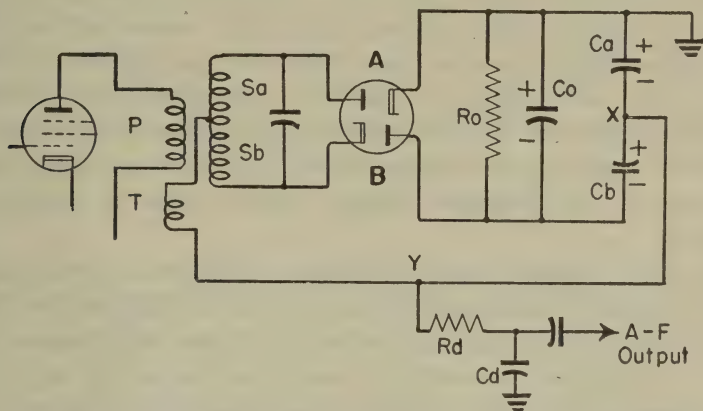 A
Ca
+
-
Sa
P
Ro
+
Co
-
X
Sb
+
Cb
-
B
T
Y
Rd
A-F
Output
Cd